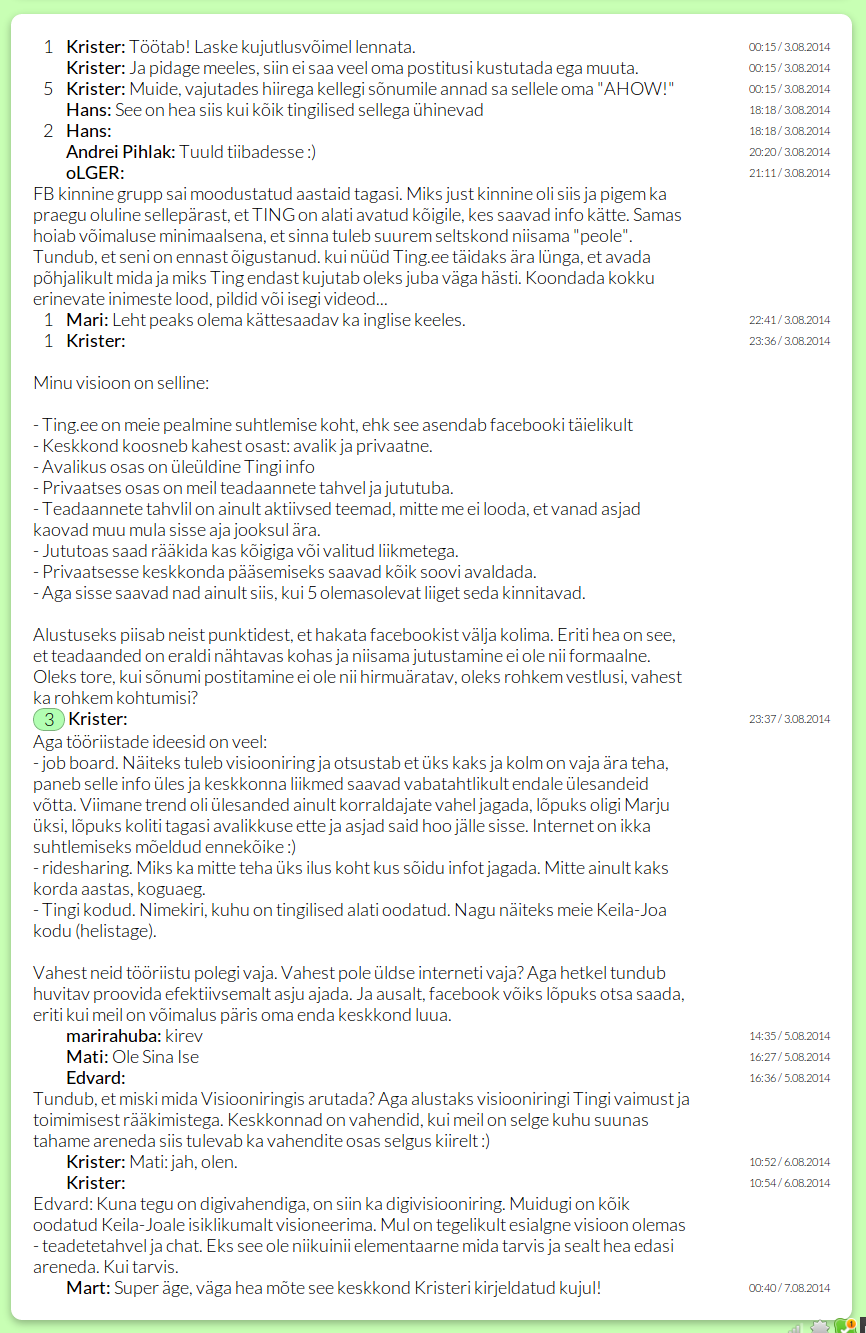 1 Krister: Töötab! Laske kujutlusvõimel lennata. 00:15 / 3.08.2014
Krister: Ja pidage meeles, siin ei saa veel oma postitusi kustutada ega muuta. 00:15 / 3.08.2014
5 Krister: Muide, vajutades hiirega kellegi sõnumile annad sa sellele oma "AHOW!" 00:15 / 3.08.2014
Hans: See on hea siis kui kõik tingilised sellega ühinevad 18:18 / 3.08.2014
2 Hans: 18:18 / 3.08.2014
Andrei Pihlak: Tuuld tiibadesse :) 20:20 / 3.08.2014
oLGER: 21:11 / 3.08.2014
FB kinnine grupp sai moodustatud aastaid tagasi. Miks just kinnine oli siis ja pigem ka
praegu oluline sellepärast, et TING on alati avatud kõigile, kes saavad info kätte. Samas
hoiab võimaluse minimaalsena, et sinna tuleb suurem seltskond niisama "peole".
Tundub, et seni on ennast õigustanud. kui nüüd Ting.ee täidaks ära lünga, et avada
põhjalikult mida ja miks Ting endast kujutab oleks juba väga hästi. Koondada kokku
erinevate inimeste lood, pildid või isegi videod...
1 Mari: Leht peaks olema kättesaadav ka inglise keeles. 22:41 / 3.08.2014
1 Krister: 23:36 / 3.08.2014
Minu visioon on selline:
- Ting.ee on meie pealmine suhtlemise koht, ehk see asendab facebooki täielikult
- Keskkond koosneb kahest osast: avalik ja privaatne.
- Avalikus osas on üleüldine Tingi info
- Privaatses osas on meil teadaannete tahvel ja jututuba.
- Teadaannete tahvlil on ainult aktiivsed teemad, mitte me ei looda, et vanad asjad
kaovad muu mula sisse aja jooksul ära.
- Jututoas saad rääkida kas kõigiga või valitud liikmetega.
- Privaatsesse keskkonda pääsemiseks saavad kõik soovi avaldada.
- Aga sisse saavad nad ainult siis, kui 5 olemasolevat liiget seda kinnitavad.
Alustuseks piisab neist punktidest, et hakata facebookist välja kolima. Eriti hea on see,
et teadaanded on eraldi nähtavas kohas ja niisama jutustamine ei ole nii formaalne.
Oleks tore, kui sõnumi postitamine ei ole nii hirmuäratav, oleks rohkem vestlusi, vahest
ka rohkem kohtumisi?
3 Krister: 23:37 / 3.08.2014
Aga tööriistade ideesid on veel:
- job board. Näiteks tuleb visiooniring ja otsustab et üks kaks ja kolm on vaja ära teha,
paneb selle info üles ja keskkonna liikmed saavad vabatahtlikult endale ülesandeid
võtta. Viimane trend oli ülesanded ainult korraldajate vahel jagada, lõpuks oligi Marju
üksi, lõpuks koliti tagasi avalikkuse ette ja asjad said hoo jälle sisse. Internet on ikka
suhtlemiseks mõeldud ennekõike :)
- ridesharing. Miks ka mitte teha üks ilus koht kus sõidu infot jagada. Mitte ainult kaks
korda aastas, koguaeg.
- Tingi kodud. Nimekiri, kuhu on tingilised alati oodatud. Nagu näiteks meie Keila-Joa
kodu (helistage).
Vahest neid tööriistu polegi vaja. Vahest pole üldse interneti vaja? Aga hetkel tundub
huvitav proovida efektiivsemalt asju ajada. Ja ausalt, facebook võiks lõpuks otsa saada,
eriti kui meil on võimalus päris oma enda keskkond luua.
marirahuba: kirev 14:35 / 5.08.2014
Mati: Ole Sina Ise 16:27 / 5.08.2014
Edvard: 16:36 / 5.08.2014
Tundub, et miski mida Visiooniringis arutada? Aga alustaks visiooniringi Tingi vaimust ja
toimimisest rääkimistega. Keskkonnad on vahendid, kui meil on selge kuhu suunas
tahame areneda siis tulevab ka vahendite osas selgus kiirelt :)
Krister: Mati: jah, olen. 10:52 / 6.08.2014
Krister: 10:54 / 6.08.2014
Edvard: Kuna tegu on digivahendiga, on siin ka digivisiooniring. Muidugi on kõik
oodatud Keila-Joale isiklikumalt visioneerima. Mul on tegelikult esialgne visioon olemas
- teadetetahvel ja chat. Eks see ole niikuinii elementaarne mida tarvis ja sealt hea edasi
areneda. Kui tarvis.
Mart: Super äge, väga hea mõte see keskkond Kristeri kirjeldatud kujul! 00:40 / 7.08.2014
1